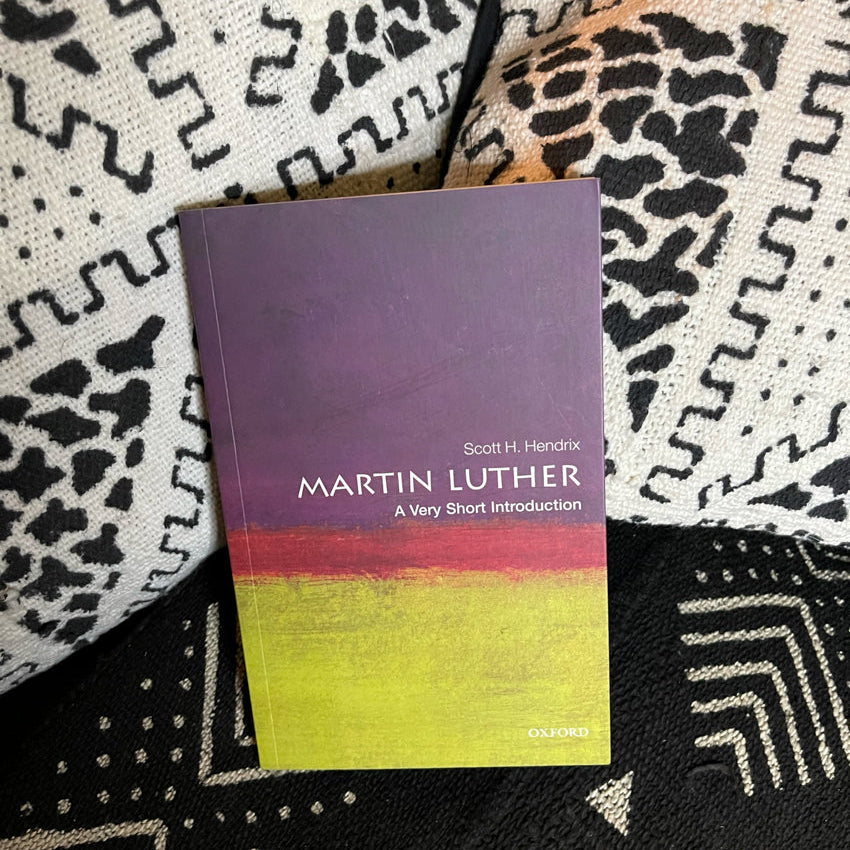 Scott H. Hendrix
MARTIN LUTHER
A Very Short Introduction
OXFORD